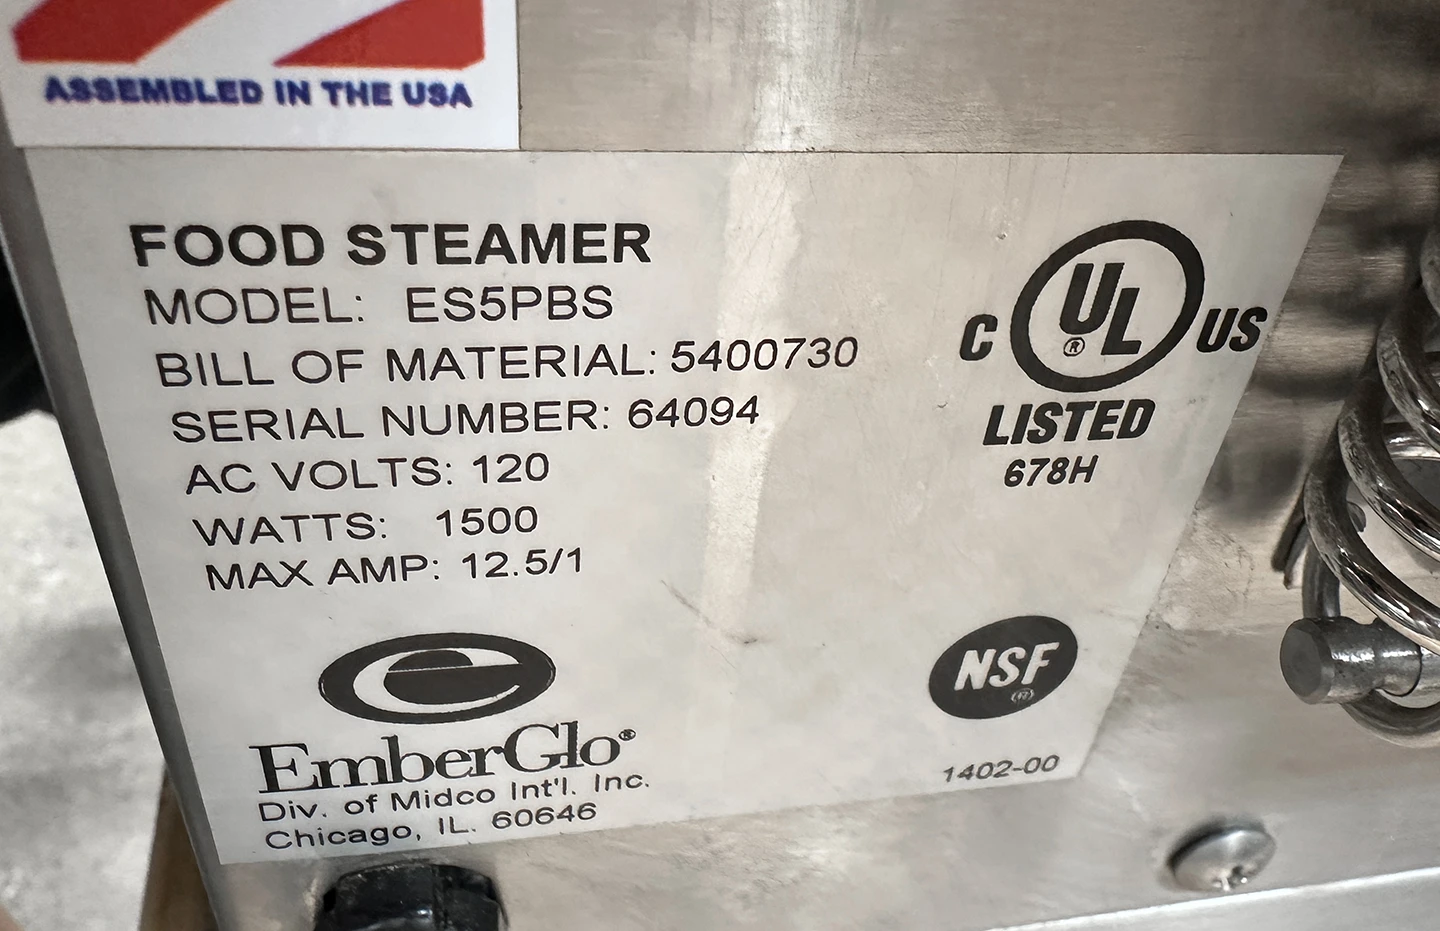 ASSEMBLED IN THE USA
FOOD STEAMER
MODEL: ES5PBS
BILL OF MATERIAL: 5400730
SERIAL NUMBER: 64094
AC VOLTS: 120
WATTS: 1500
MAX AMP: 12.5/1
C UL® US
LISTED
678H
e
EmberGlo®
Div. of Midco Int'l. Inc.
Chicago, IL. 60646
NSF®
1402-00